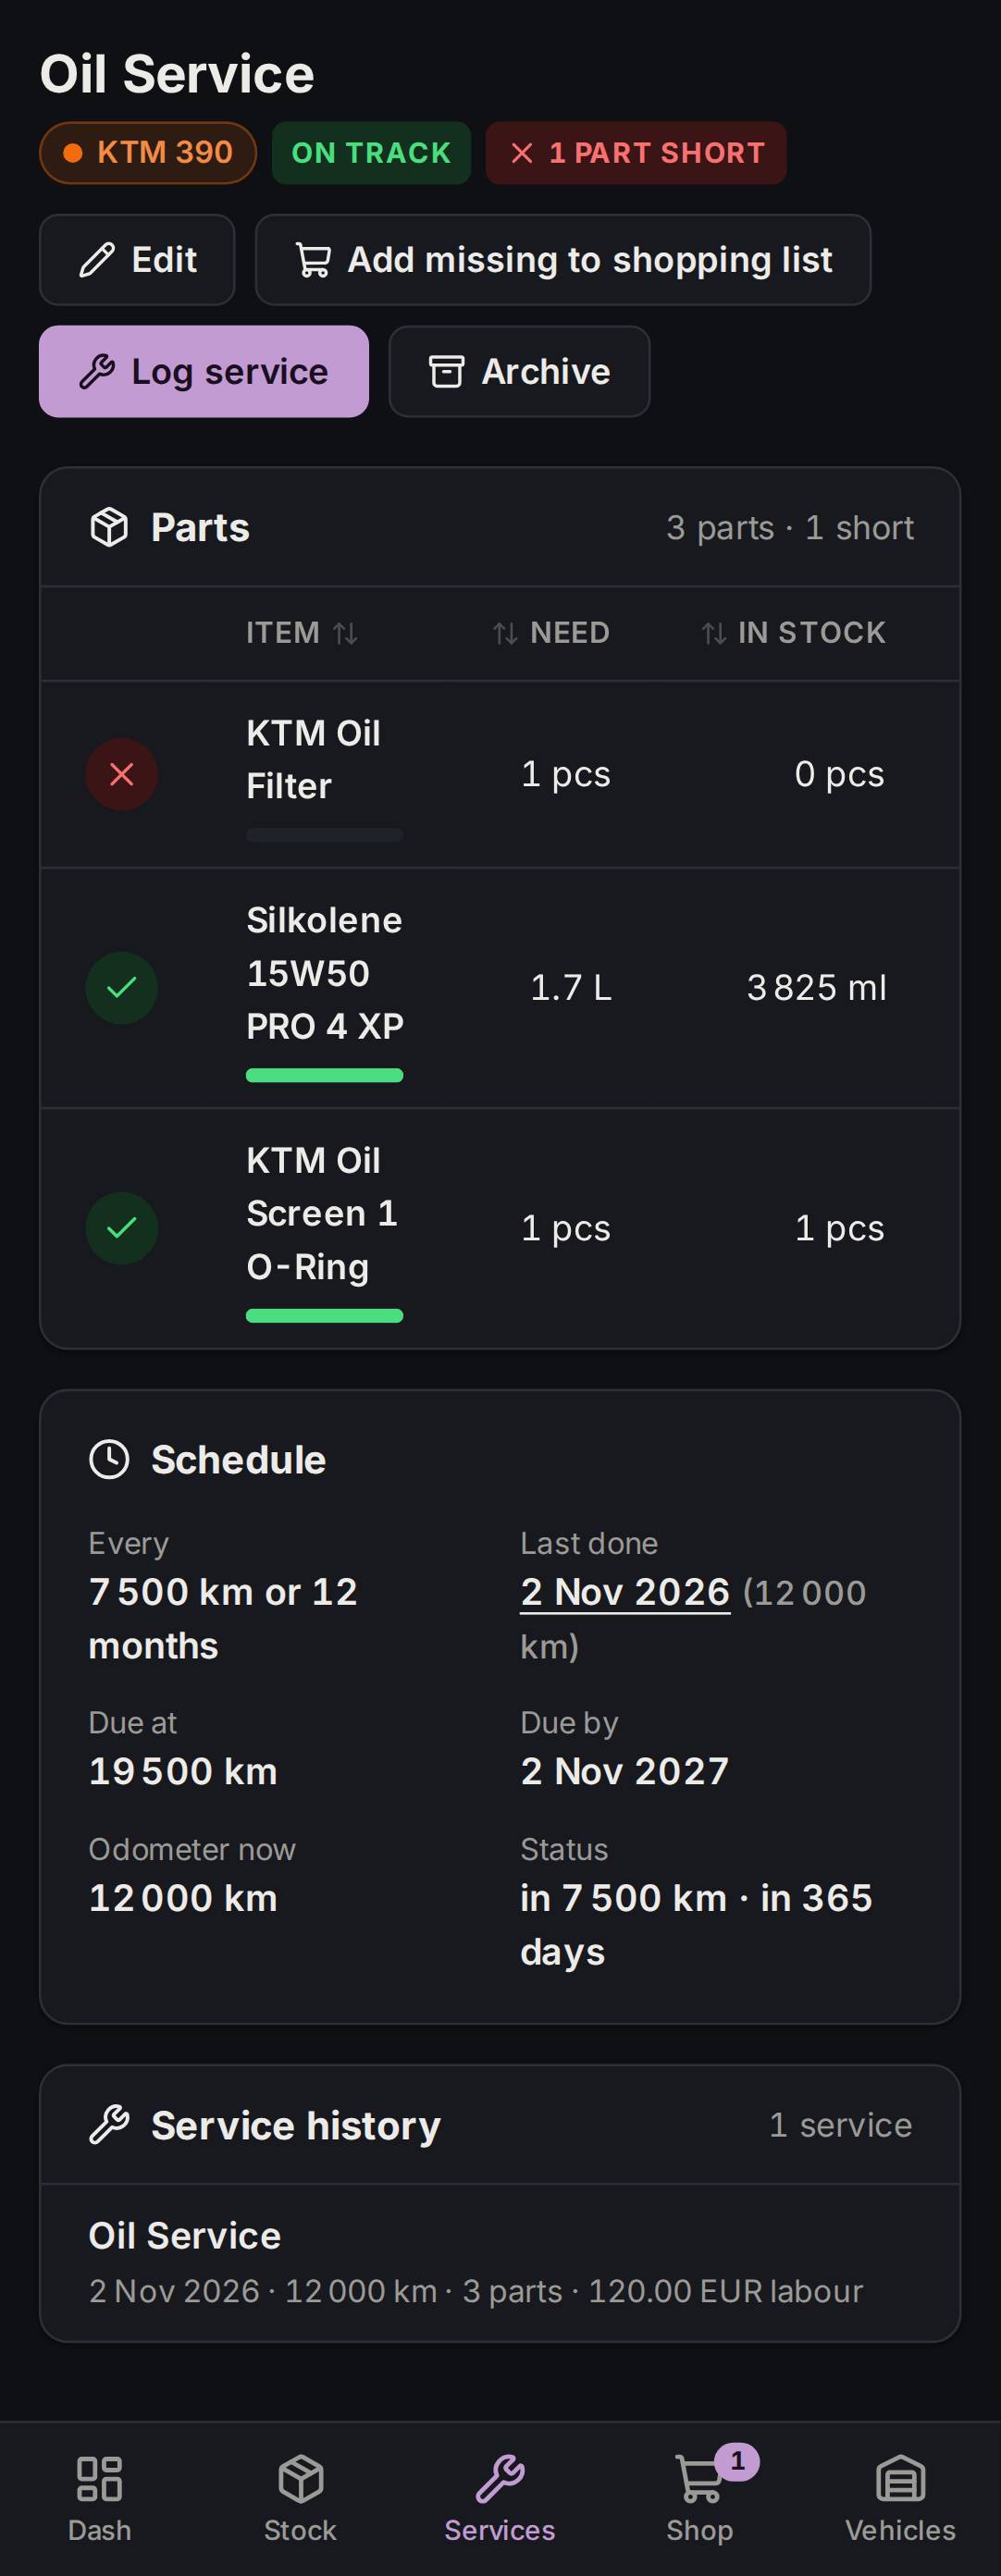 Oil Service
KTM 390
ON TRACK
1 PART SHORT
Edit
Add missing to shopping list
Log service
Archive
Parts
3 parts · 1 short
ITEM
NEED
IN STOCK
KTM Oil
Filter
1 pcs
0 pcs
Silkolene
15W50
PRO 4 XP
1.7 L
3 825 ml
KTM Oil
Screen 1
O-Ring
1 pcs
1 pcs
Schedule
Every
7 500 km or 12
months
Last done
2 Nov 2026 (12 000
km)
Due at
19 500 km
Due by
2 Nov 2027
Odometer now
12 000 km
Status
in 7 500 km · in 365
days
Service history
1 service
Oil Service
2 Nov 2026 · 12 000 km · 3 parts · 120.00 EUR labour
1
Dash
Stock
Services
Shop
Vehicles